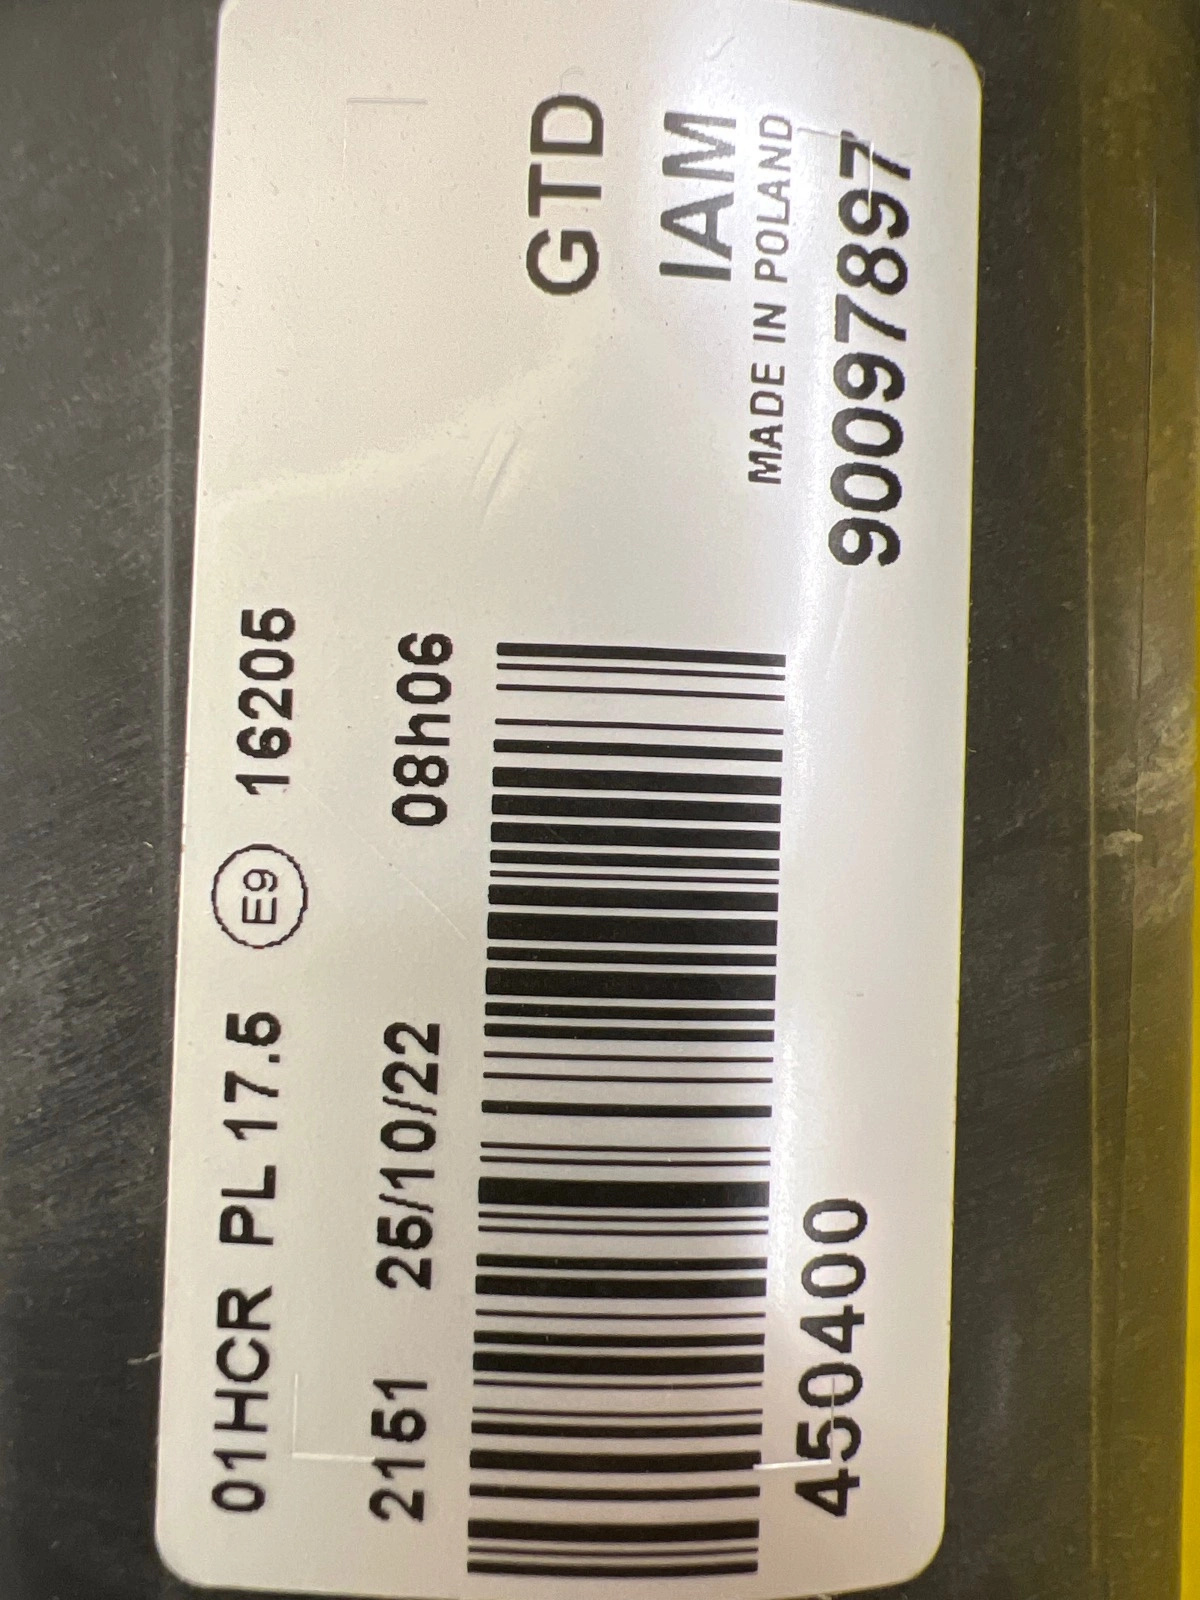 01HCR PL 17.5 E9 16205
2151 25/10/22 08h06
GTD
IAM
MADE IN POLAND
450400
90097897